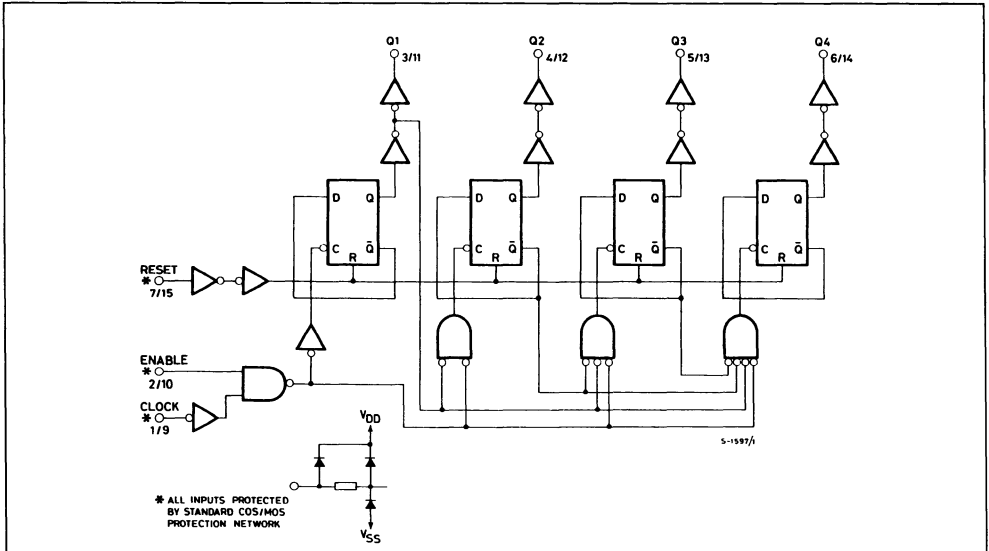 Q1 Q2 Q3 Q4
3/11 4/12 5/13 6/14
D Q D Q D Q D Q
C Q̅ C Q̅ C Q̅ C Q̅
R R R R
RESET
* 7/15
ENABLE
* 2/10
CLOCK
* 1/9
S-1597/1
VDD
* ALL INPUTS PROTECTED
BY STANDARD COS/MOS
PROTECTION NETWORK
VSS